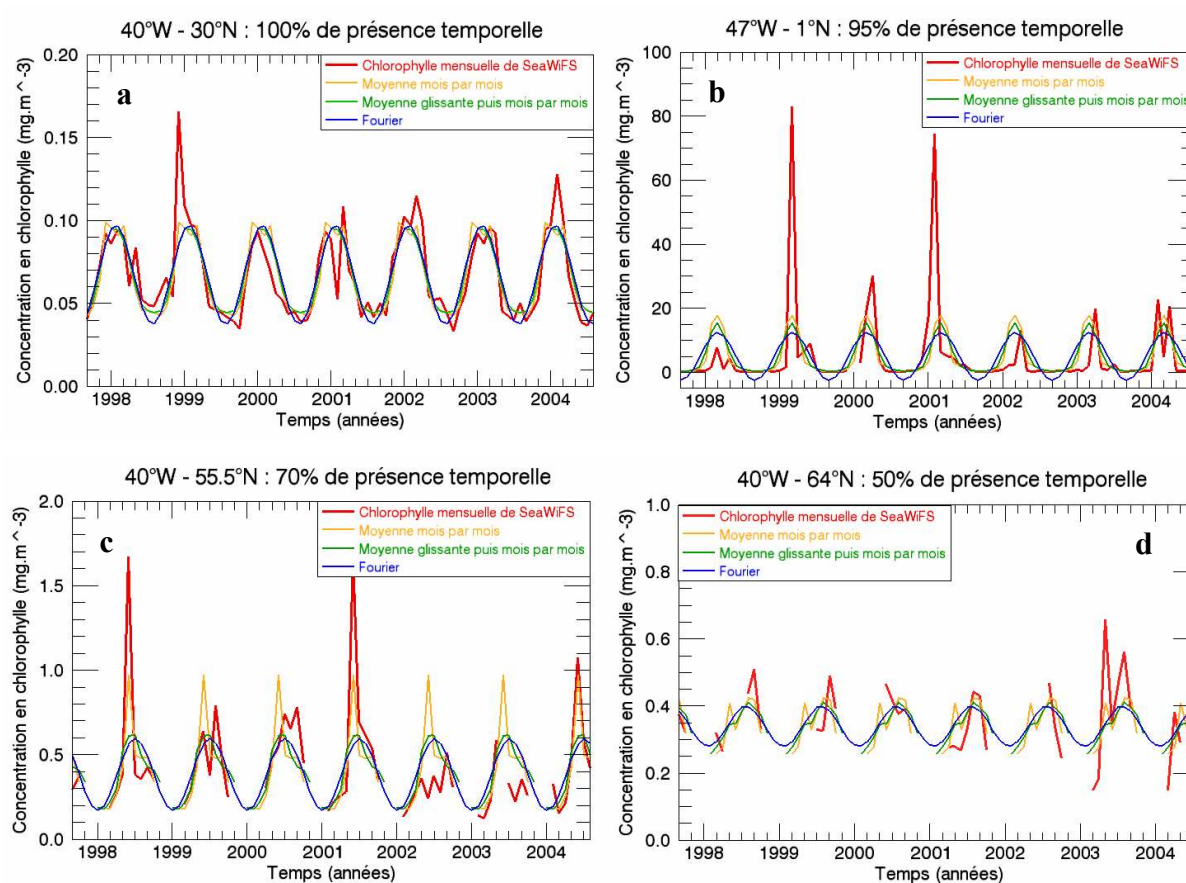 40°W - 30°N : 100% de présence temporelle
a
Chlorophylle mensuelle de SeaWiFS
Moyenne mois par mois
Moyenne glissante puis mois par mois
Fourier
Concentration en chlorophylle (mg.m^-3)
0.20
0.15
0.10
0.05
0.00
1998 1999 2000 2001 2002 2003 2004
Temps (années)
47°W - 1°N : 95% de présence temporelle
b
Chlorophylle mensuelle de SeaWiFS
Moyenne mois par mois
Moyenne glissante puis mois par mois
Fourier
Concentration en chlorophylle (mg.m^-3)
100
80
60
40
20
0
1998 1999 2000 2001 2002 2003 2004
Temps (années)
40°W - 55.5°N : 70% de présence temporelle
c
Chlorophylle mensuelle de SeaWiFS
Moyenne mois par mois
Moyenne glissante puis mois par mois
Fourier
Concentration en chlorophylle (mg.m^-3)
2.0
1.5
1.0
0.5
0.0
1998 1999 2000 2001 2002 2003 2004
Temps (années)
40°W - 64°N : 50% de présence temporelle
d
Chlorophylle mensuelle de SeaWiFS
Moyenne mois par mois
Moyenne glissante puis mois par mois
Fourier
Concentration en chlorophylle (mg.m^-3)
1.0
0.8
0.6
0.4
0.2
0.0
1998 1999 2000 2001 2002 2003 2004
Temps (années)